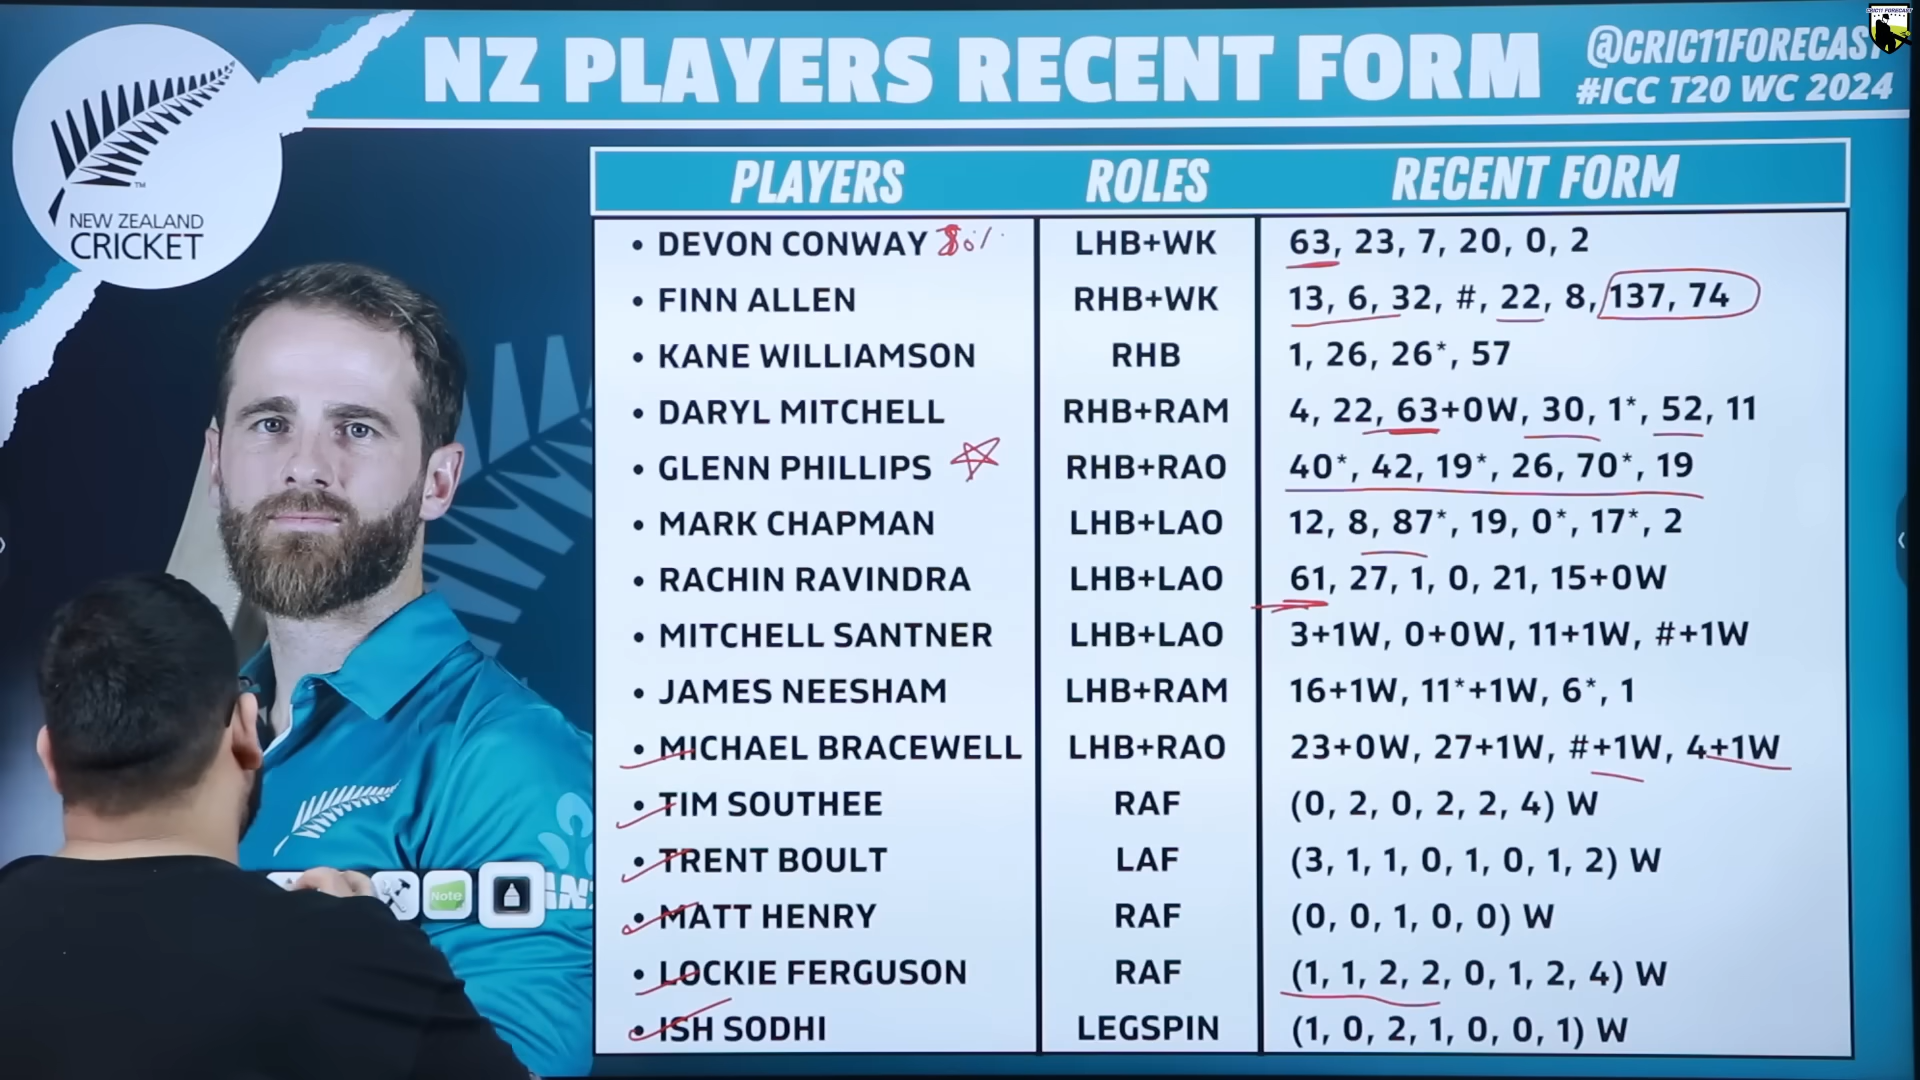 NZ PLAYERS RECENT FORM
@CRIC11FORECAST
#ICC T20 WC 2024
CRIC11 FORECAST
NEW ZEALAND
CRICKET
TM
PLAYERS ROLES RECENT FORM
• DEVON CONWAY 80% LHB+WK 63, 23, 7, 20, 0, 2
• FINN ALLEN RHB+WK 13, 6, 32, #, 22, 8, 137, 74
• KANE WILLIAMSON RHB 1, 26, 26*, 57
• DARYL MITCHELL RHB+RAM 4, 22, 63+0W, 30, 1*, 52, 11
• GLENN PHILLIPS RHB+RAO 40*, 42, 19*, 26, 70*, 19
• MARK CHAPMAN LHB+LAO 12, 8, 87*, 19, 0*, 17*, 2
• RACHIN RAVINDRA LHB+LAO 61, 27, 1, 0, 21, 15+0W
• MITCHELL SANTNER LHB+LAO 3+1W, 0+0W, 11+1W, #+1W
• JAMES NEESHAM LHB+RAM 16+1W, 11*+1W, 6*, 1
• MICHAEL BRACEWELL LHB+RAO 23+0W, 27+1W, #+1W, 4+1W
• TIM SOUTHEE RAF (0, 2, 0, 2, 2, 4) W
• TRENT BOULT LAF (3, 1, 1, 0, 1, 0, 1, 2) W
• MATT HENRY RAF (0, 0, 1, 0, 0) W
• LOCKIE FERGUSON RAF (1, 1, 2, 2, 0, 1, 2, 4) W
• ISH SODHI LEGSPIN (1, 0, 2, 1, 0, 0, 1) W
Note